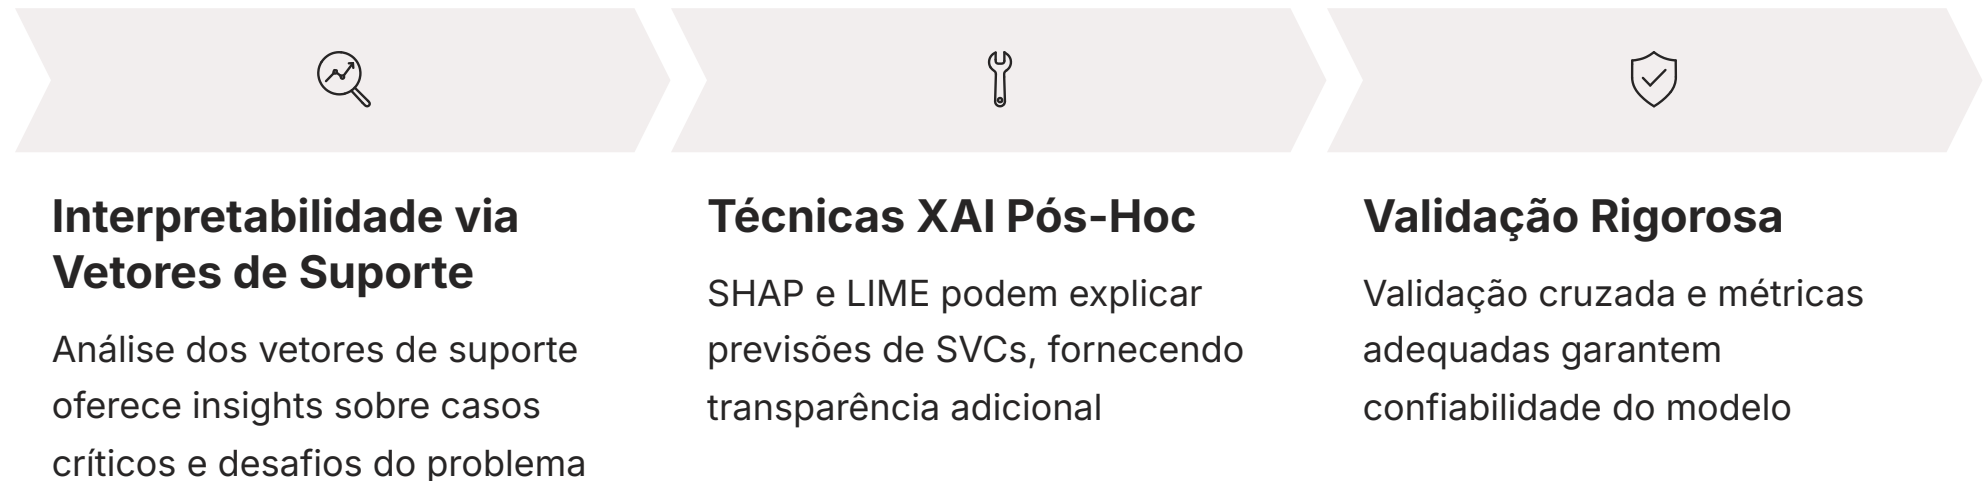 Interpretabilidade via
Vetores de Suporte
Análise dos vetores de suporte
oferece insights sobre casos
críticos e desafios do problema
Técnicas XAI Pós-Hoc
SHAP e LIME podem explicar
previsões de SVCs, fornecendo
transparência adicional
Validação Rigorosa
Validação cruzada e métricas
adequadas garantem
confiabilidade do modelo